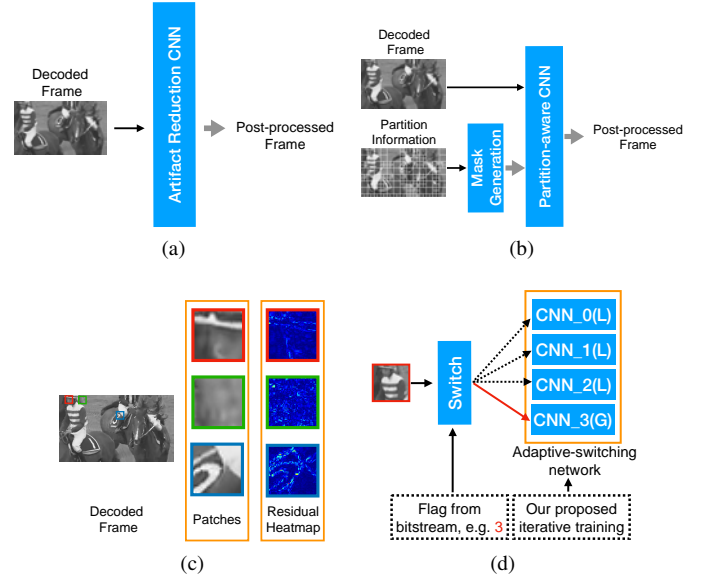 Decoded
Frame
Artifact Reduction CNN
Post-processed
Frame
(a)
Decoded
Frame
Partition
Information
Mask
Generation
Partition-aware CNN
Post-processed
Frame
(b)
Decoded
Frame
Patches
Residual
Heatmap
(c)
Switch
CNN_0(L)
CNN_1(L)
CNN_2(L)
CNN_3(G)
Adaptive-switching
network
Flag from
bitstream, e.g. 3
Our proposed
iterative training
(d)